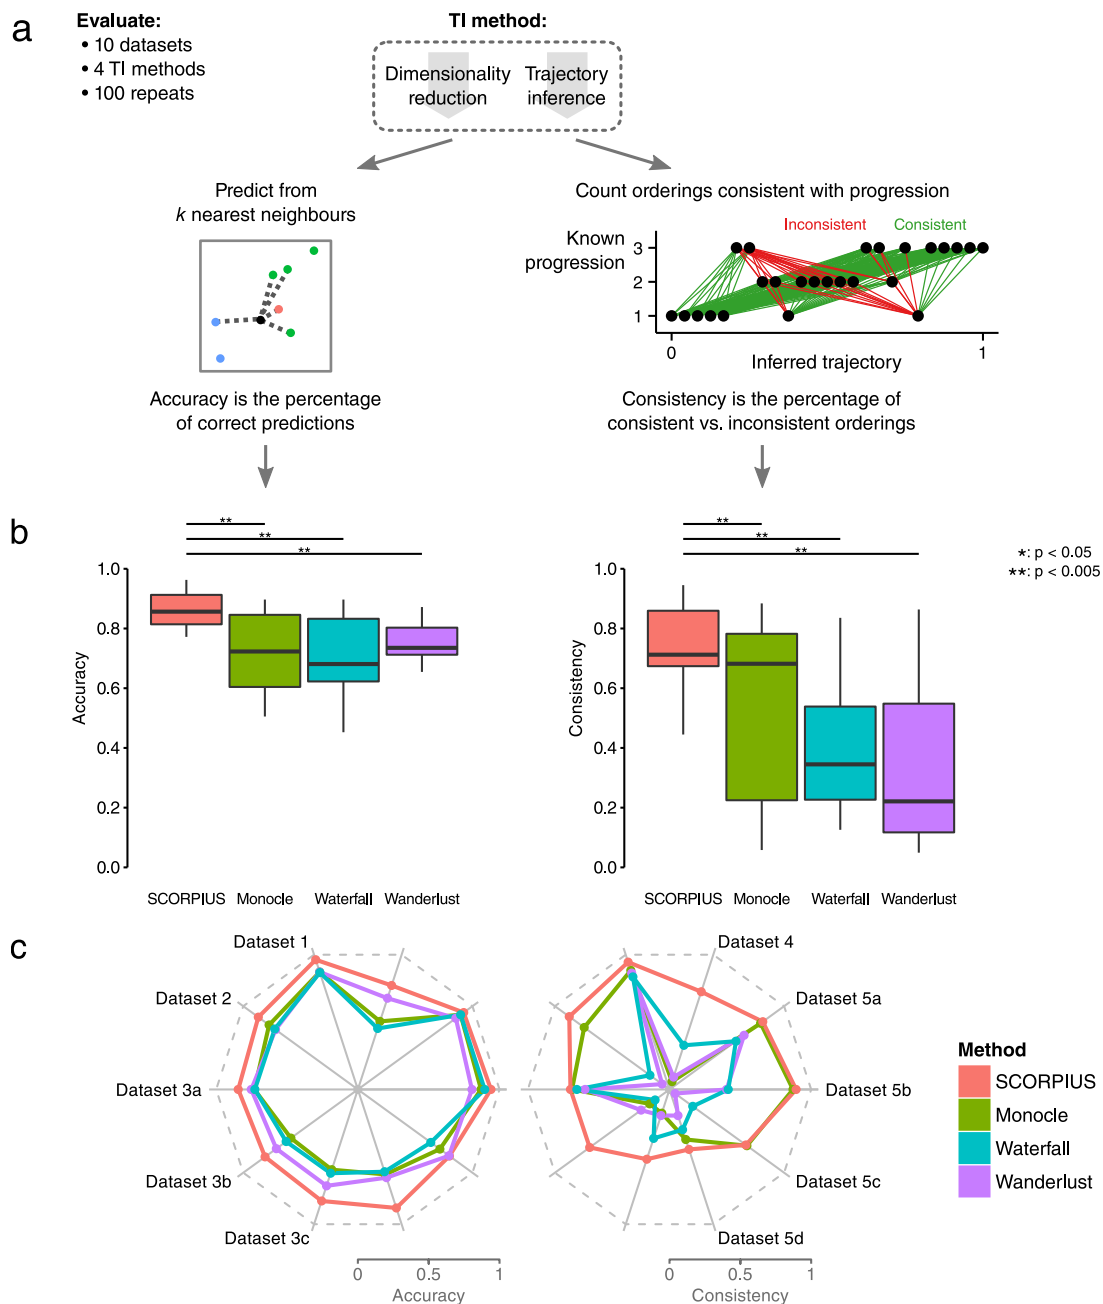 a
Evaluate:
• 10 datasets
• 4 TI methods
• 100 repeats
TI method:
Dimensionality
reduction
Trajectory
inference
Predict from
k nearest neighbours
Accuracy is the percentage
of correct predictions
Count orderings consistent with progression
Inconsistent
Consistent
Known
progression
3
2
1
0
1
Inferred trajectory
Consistency is the percentage of
consistent vs. inconsistent orderings
b
**
**
**
1.0
0.8
0.6
0.4
0.2
0.0
Accuracy
SCORPIUS
Monocle
Waterfall
Wanderlust
**
**
**
1.0
0.8
0.6
0.4
0.2
0.0
Consistency
SCORPIUS
Monocle
Waterfall
Wanderlust
*: p < 0.05
**: p < 0.005
c
Dataset 1
Dataset 2
Dataset 3a
Dataset 3b
Dataset 3c
0 0.5 1
Accuracy
Dataset 4
Dataset 5a
Dataset 5b
Dataset 5c
Dataset 5d
0 0.5 1
Consistency
Method
SCORPIUS
Monocle
Waterfall
Wanderlust